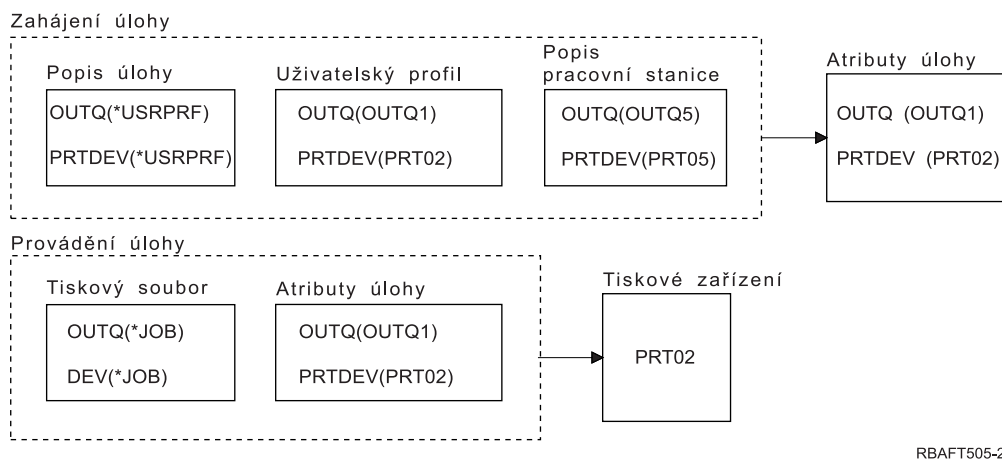 Zahájení úlohy
Popis úlohy
OUTQ(*USRPRF)
PRTDEV(*USRPRF)
Uživatelský profil
OUTQ(OUTQ1)
PRTDEV(PRT02)
Popis
pracovní stanice
OUTQ(OUTQ5)
PRTDEV(PRT05)
Atributy úlohy
OUTQ (OUTQ1)
PRTDEV (PRT02)
Provádění úlohy
Tiskový soubor
OUTQ(*JOB)
DEV(*JOB)
Atributy úlohy
OUTQ(OUTQ1)
PRTDEV(PRT02)
Tiskové zařízení
PRT02
RBAFT505-2